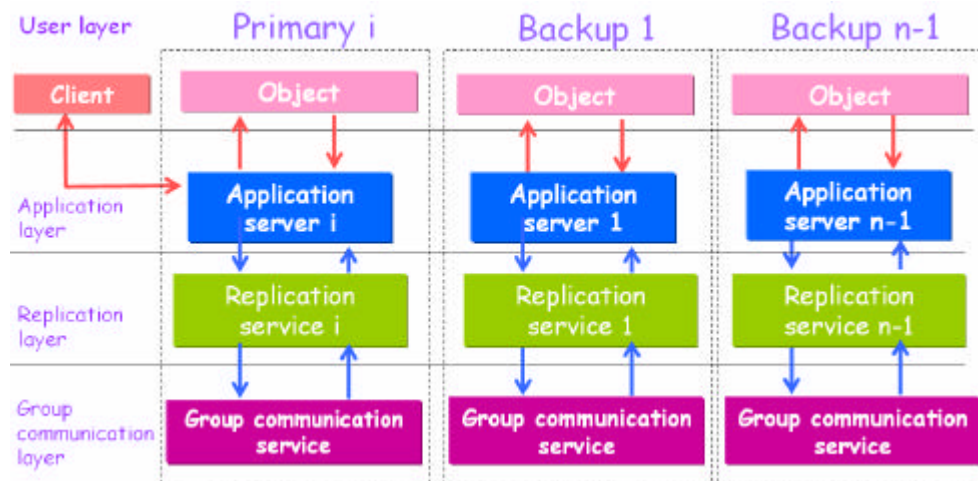 User layer
Primary i
Backup 1
Backup n-1
Client
Object
Object
Object
Application
layer
Application
server i
Application
server 1
Application
server n-1
Replication
layer
Replication
service i
Replication
service 1
Replication
service n-1
Group
communication
layer
Group communication
service
Group communication
service
Group communication
service